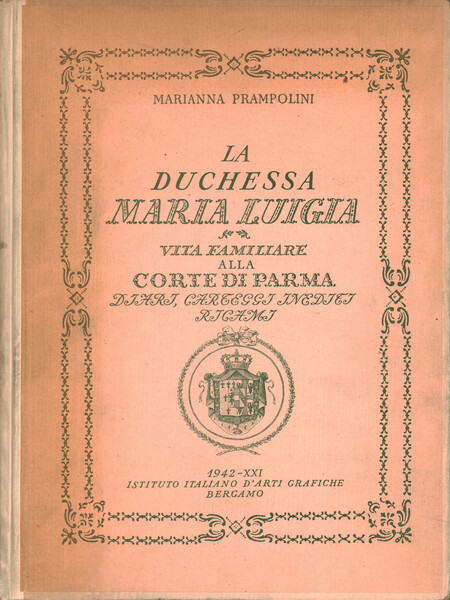 MARIANNA PRAMPOLINI
LA
DUCHESSA
MARIA LUIGIA
VITA FAMILIARE
ALLA
CORTE DI PARMA
DIARI, CARTEGGI INEDITI
RICAMI
1942-XXI
ISTITUTO ITALIANO D'ARTI GRAFICHE
BERGAMO